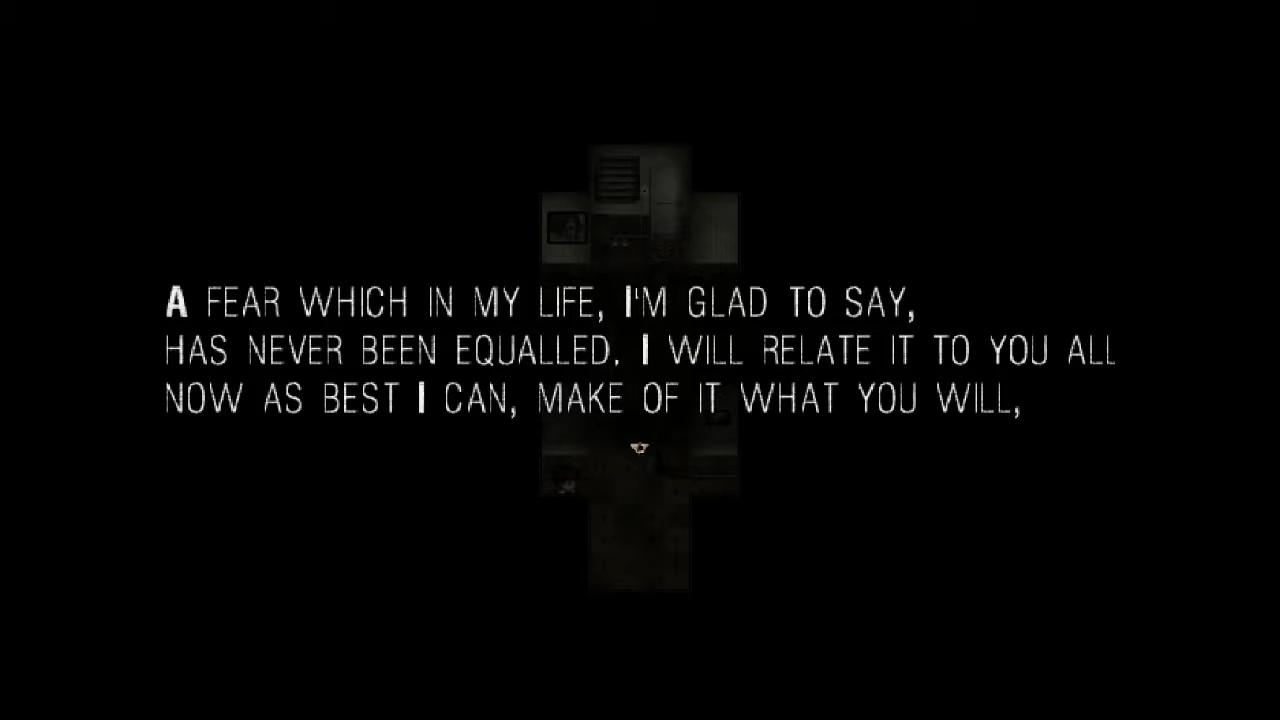 A FEAR WHICH IN MY LIFE, I'M GLAD TO SAY,
HAS NEVER BEEN EQUALLED. I WILL RELATE IT TO YOU ALL
NOW AS BEST I CAN, MAKE OF IT WHAT YOU WILL,